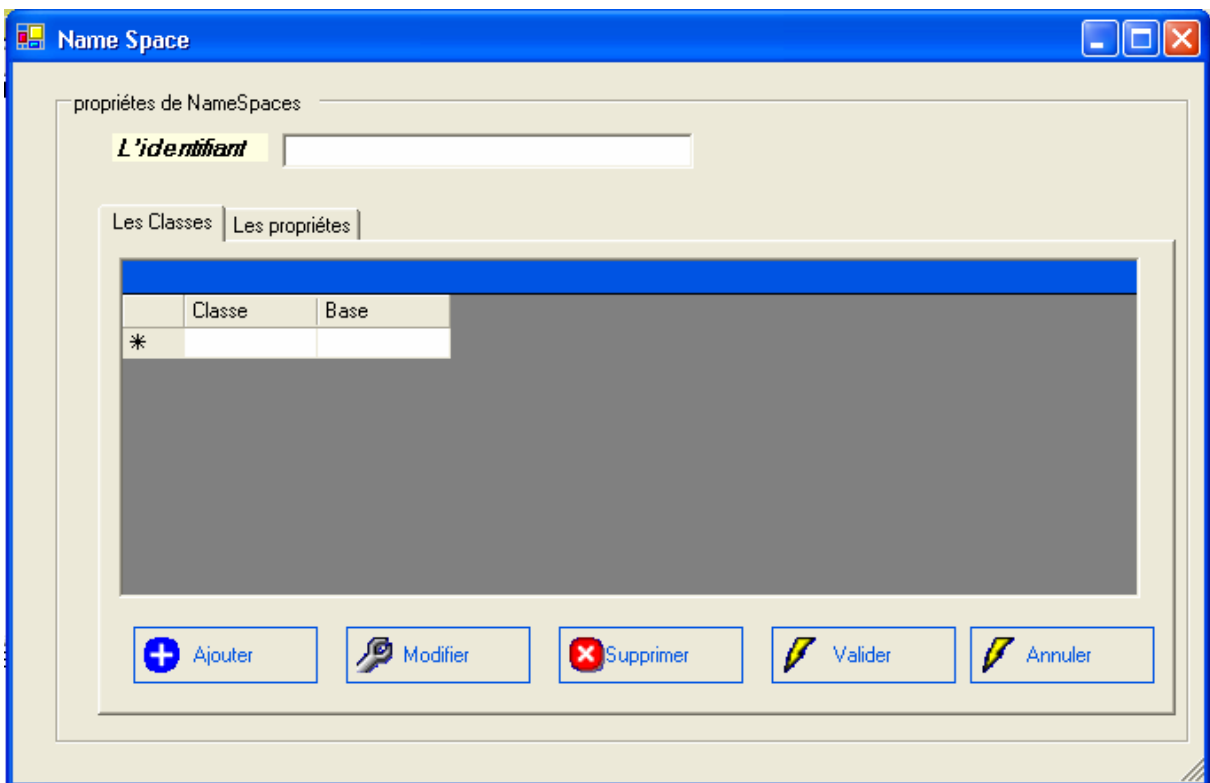 Name Space
propriétes de NameSpaces
L'identifiant
Les Classes Les propriétes
Classe Base
*
Ajouter Modifier Supprimer Valider Annuler